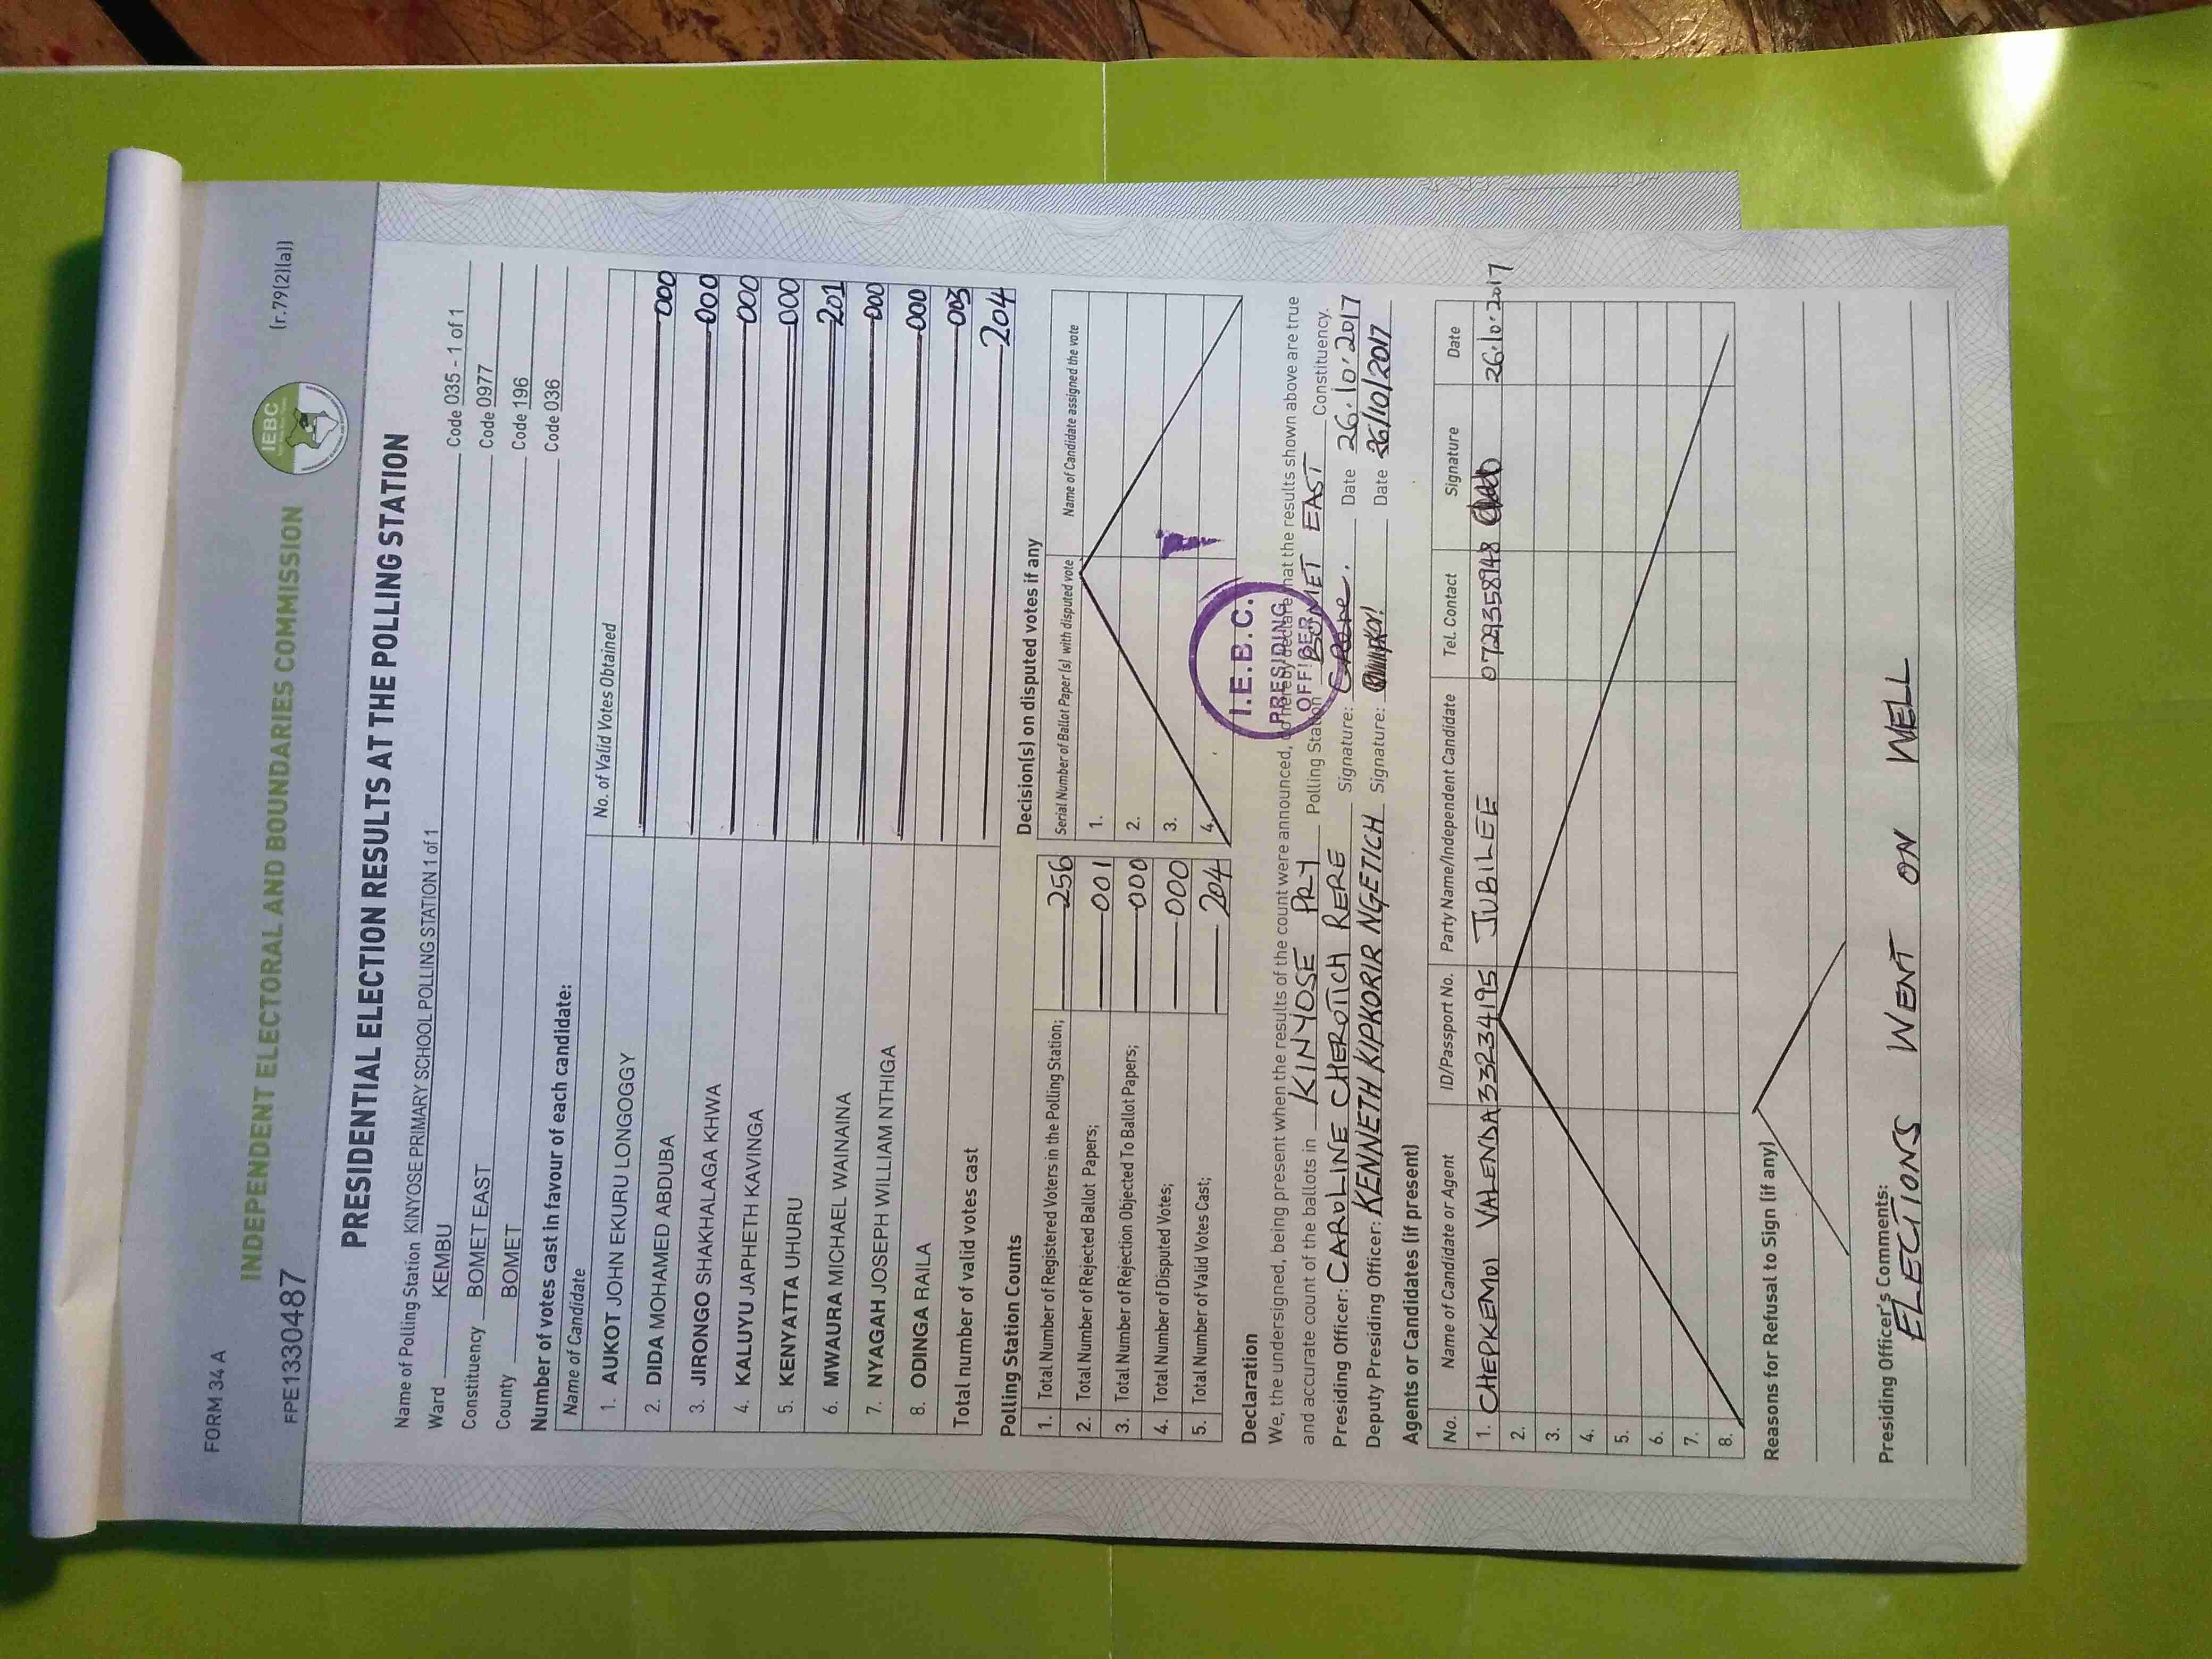 FORM 34 A
(r.79(2)(a))
FPE1330487
INDEPENDENT ELECTORAL AND BOUNDARIES COMMISSION
IEBC
PRESIDENTIAL ELECTION RESULTS AT THE POLLING STATION
Name of Polling Station KINYOSE PRIMARY SCHOOL POLLING STATION 1 of 1 Code 035 - 1 of 1
Ward KEMBU Code 0977
Constituency BOMET EAST Code 196
County BOMET Code 036
Number of votes cast in favour of each candidate:
Name of Candidate No. of Valid Votes Obtained
1. AUKOT JOHN EKURU LONGOGGY 000
2. DIDA MOHAMED ABDUBA 000
3. JIRONGO SHAKHALAGA KHWA 000
4. KALUYU JAPHETH KAVINGA 000
5. KENYATTA UHURU 201
6. MWAURA MICHAEL WAINAINA 000
7. NYAGAH JOSEPH WILLIAM NTHIGA 000
8. ODINGA RAILA 003
Total number of valid votes cast 204
Polling Station Counts
1. Total Number of Registered Voters in the Polling Station; 256
2. Total Number of Rejected Ballot Papers; 001
3. Total Number of Rejection Objected To Ballot Papers; 000
4. Total Number of Disputed Votes; 000
5. Total Number of Valid Votes Cast; 204
Decision(s) on disputed votes if any
Serial Number of Ballot Paper (s) with disputed vote Name of Candidate assigned the vote
1.
2.
3.
4.
I.E.B.C.
PRESIDING
OFFICER
Declaration
We, the undersigned, being present when the results of the count were announced, do hereby declare that the results shown above are true
and accurate count of the ballots in KINYOSE PRY Polling Station BOMET EAST Constituency.
Presiding Officer: CAROLINE CHEROTICH RERE Signature: Date 26.10.2017
Deputy Presiding Officer: KENNETH KIPKORIR NGETICH Signature: Date 26/10/2017
Agents or Candidates (if present)
No. Name of Candidate or Agent ID/Passport No. Party Name/Independent Candidate Tel. Contact Signature Date
1. CHEPKEMOI VALENDA 33234195 JUBILEE 0729358748 26.10.2017
2.
3.
4.
5.
6.
7.
8.
Reasons for Refusal to Sign (if any)
Presiding Officer's Comments:
ELECTIONS WENT ON WELL